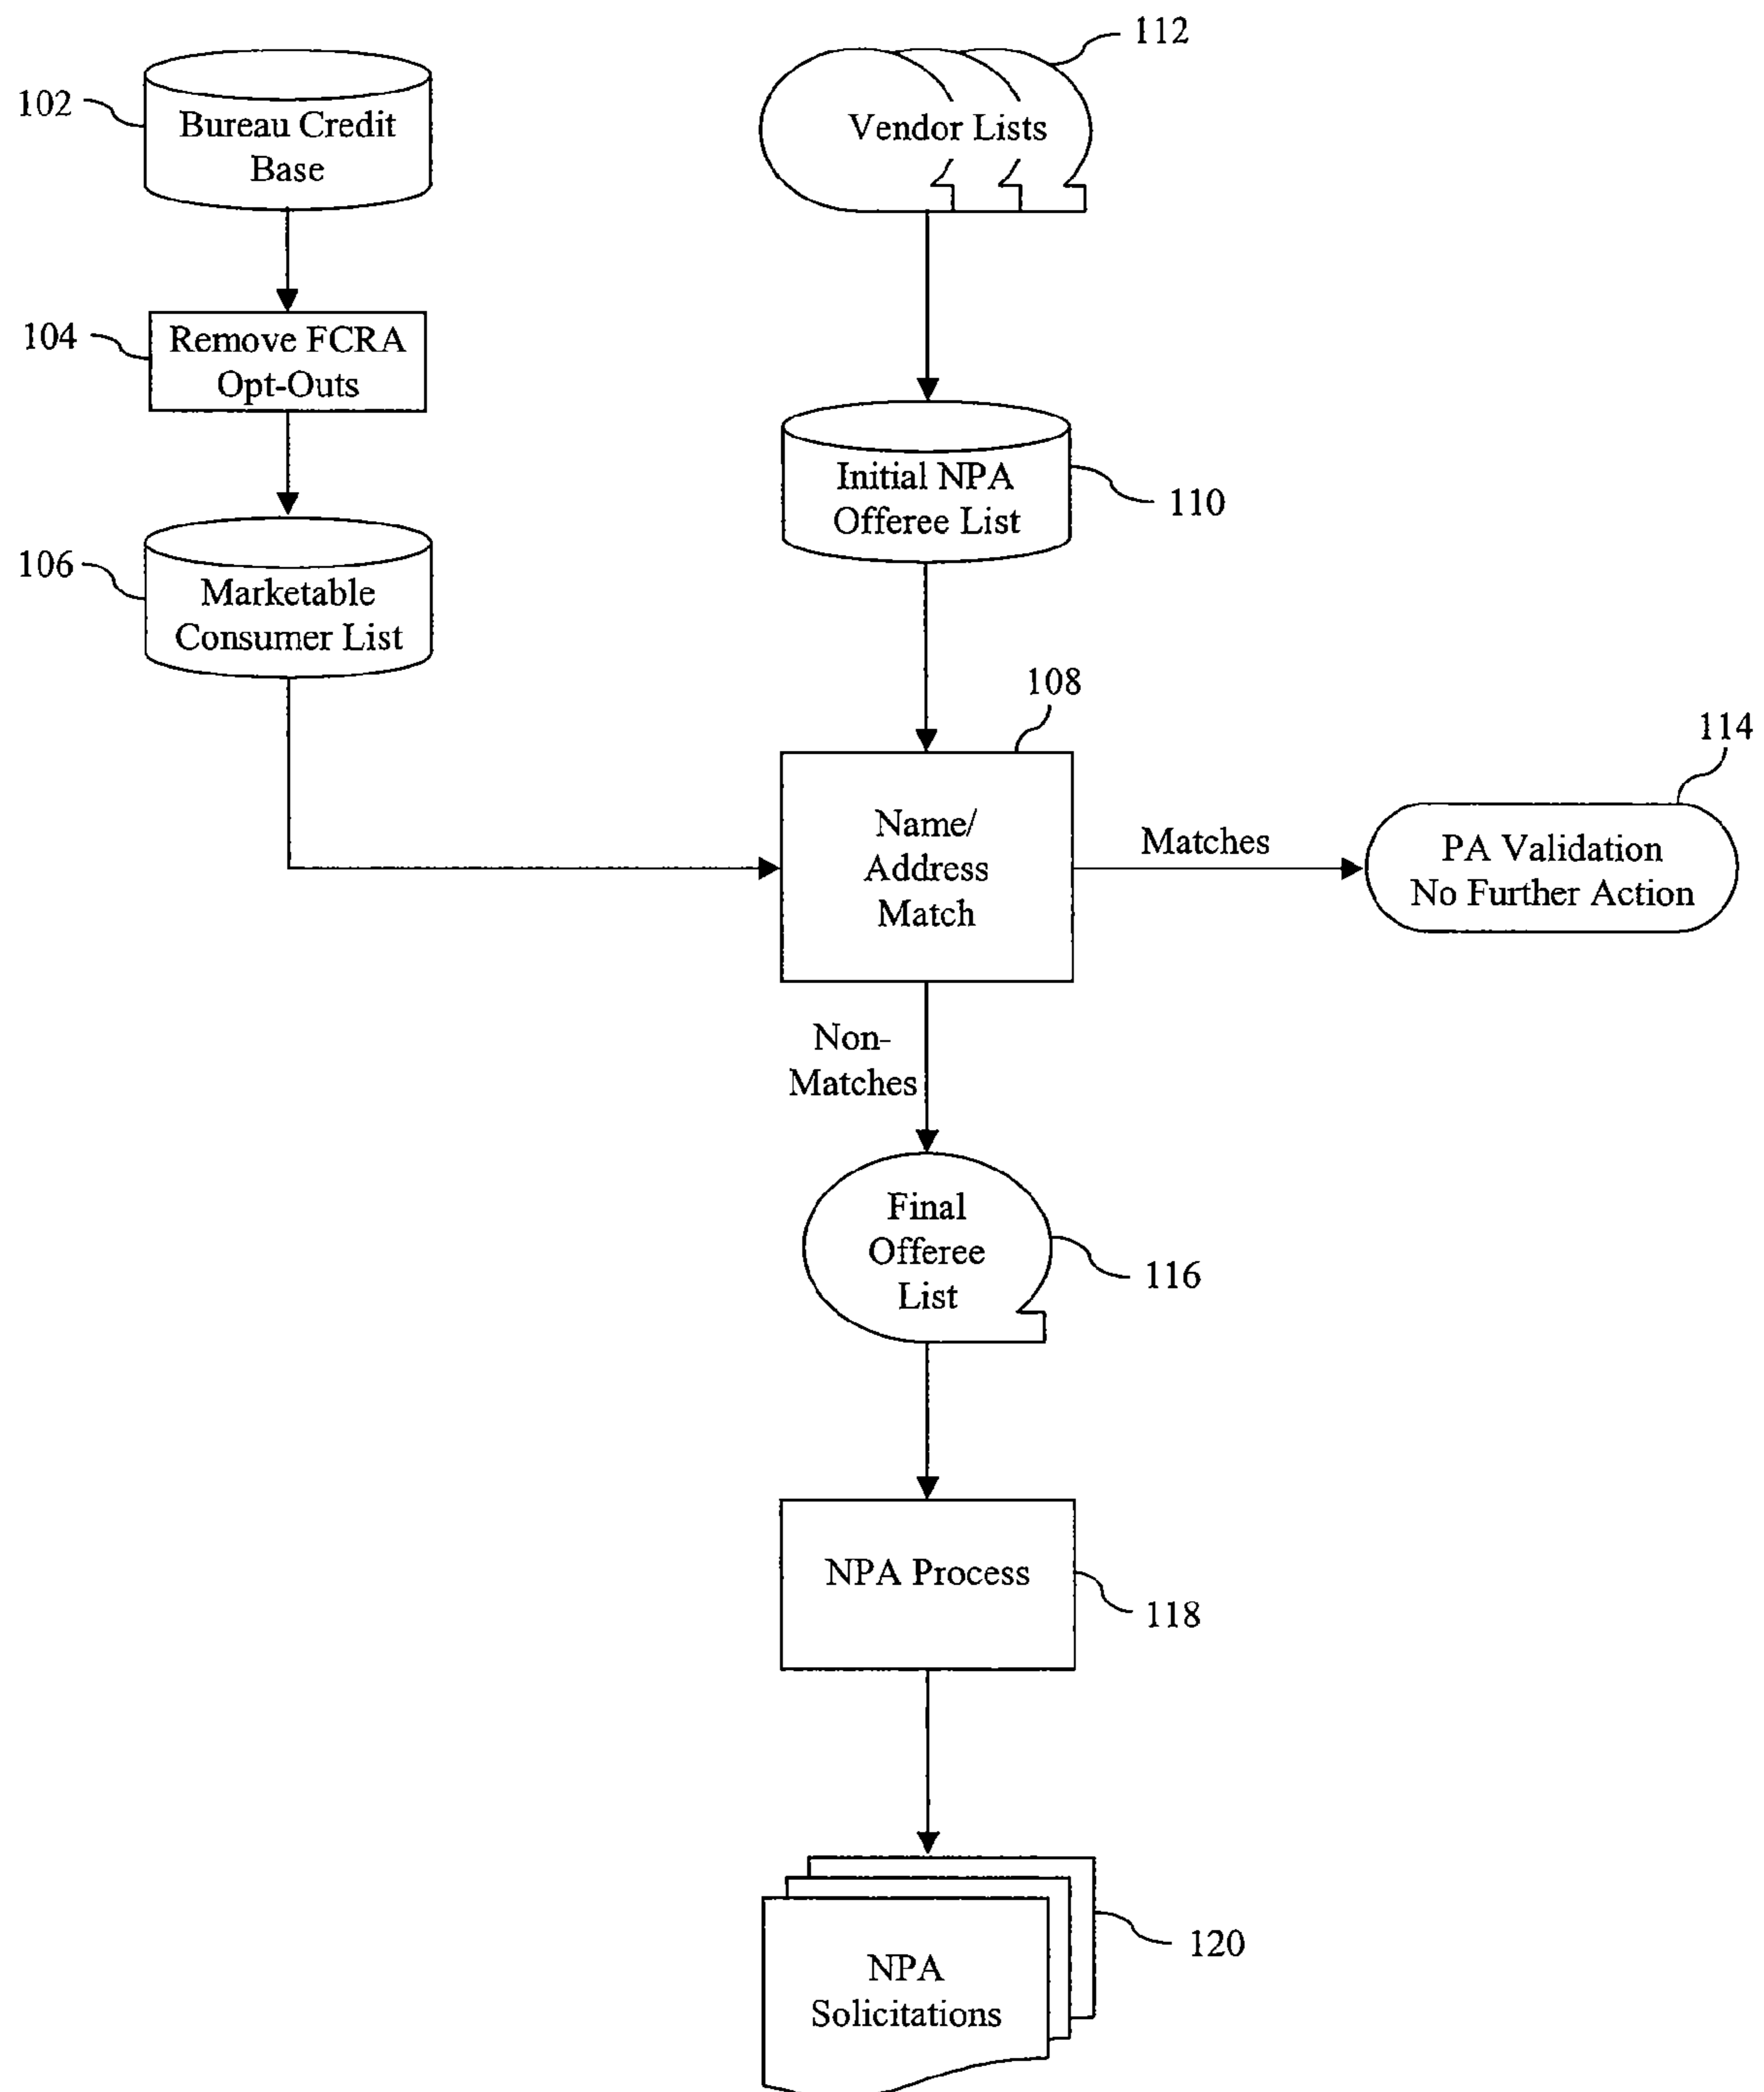 112
102
Bureau Credit
Base
Vendor Lists
104
Remove FCRA
Opt-Outs
Initial NPA
Offeree List
110
106
Marketable
Consumer List
108
114
Name/
Address
Match
Matches
PA Validation
No Further Action
Non-
Matches
Final
Offeree
List
116
NPA Process
118
120
NPA
Solicitations